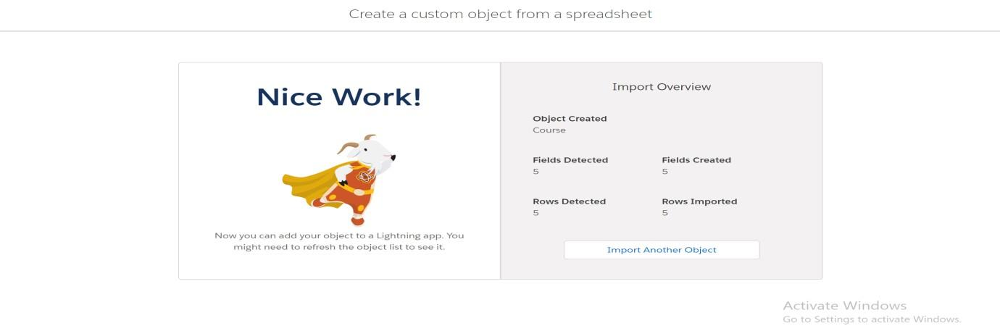 Create a custom object from a spreadsheet
Nice Work!
Now you can add your object to a Lightning app. You
might need to refresh the object list to see it.
Import Overview
Object Created
Course
Fields Detected
5
Fields Created
5
Rows Detected
5
Rows Imported
5
Import Another Object
Activate Windows
Go to Settings to activate Windows.